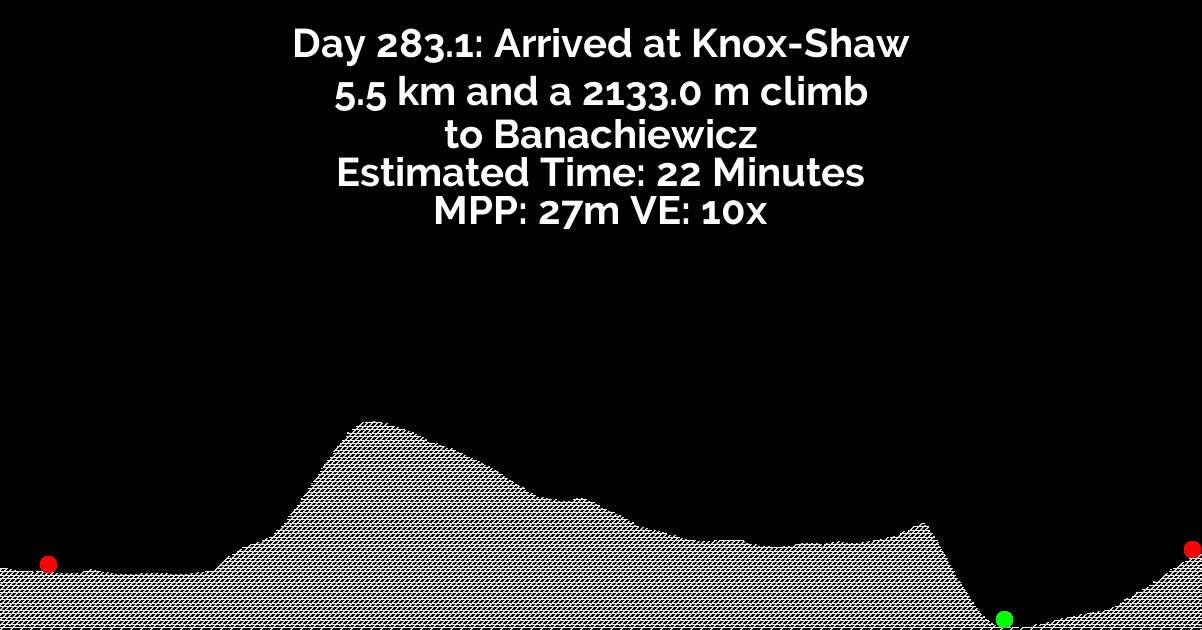 Day 283.1: Arrived at Knox-Shaw
5.5 km and a 2133.0 m climb
to Banachiewicz
Estimated Time: 22 Minutes
MPP: 27m VE: 10x